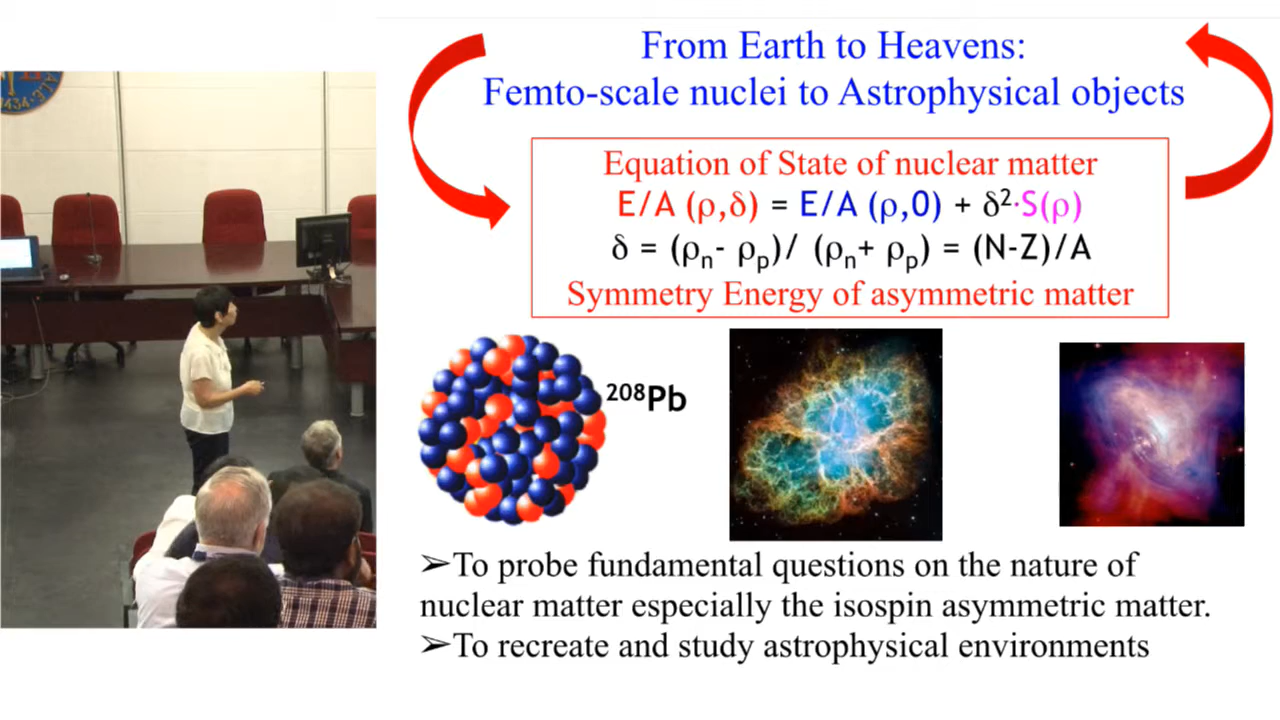 1434
ALE
From Earth to Heavens:
Femto-scale nuclei to Astrophysical objects
Equation of State of nuclear matter
E/A (ρ,δ) = E/A (ρ,0) + δ²·S(ρ)
δ = (ρₙ- ρₚ)/ (ρₙ+ ρₚ) = (N-Z)/A
Symmetry Energy of asymmetric matter
²⁰⁸Pb
➢To probe fundamental questions on the nature of
nuclear matter especially the isospin asymmetric matter.
➢To recreate and study astrophysical environments